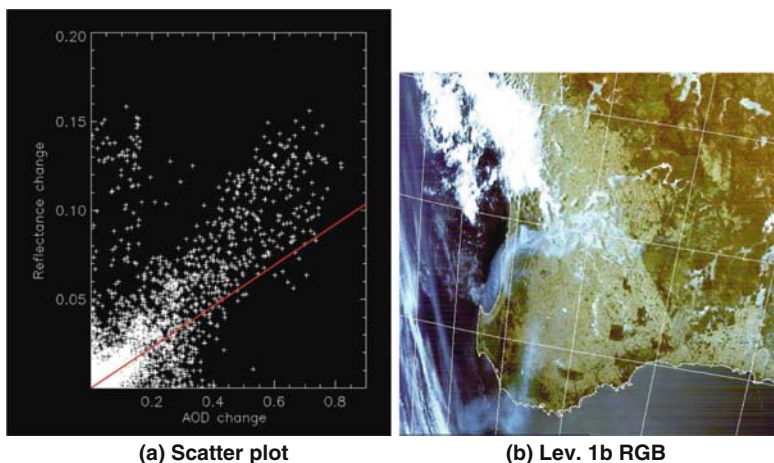 0.20
0.15
0.10
0.05
Reflectance change
0.2 0.4 0.6 0.8
AOD change
(a) Scatter plot
(b) Lev. 1b RGB